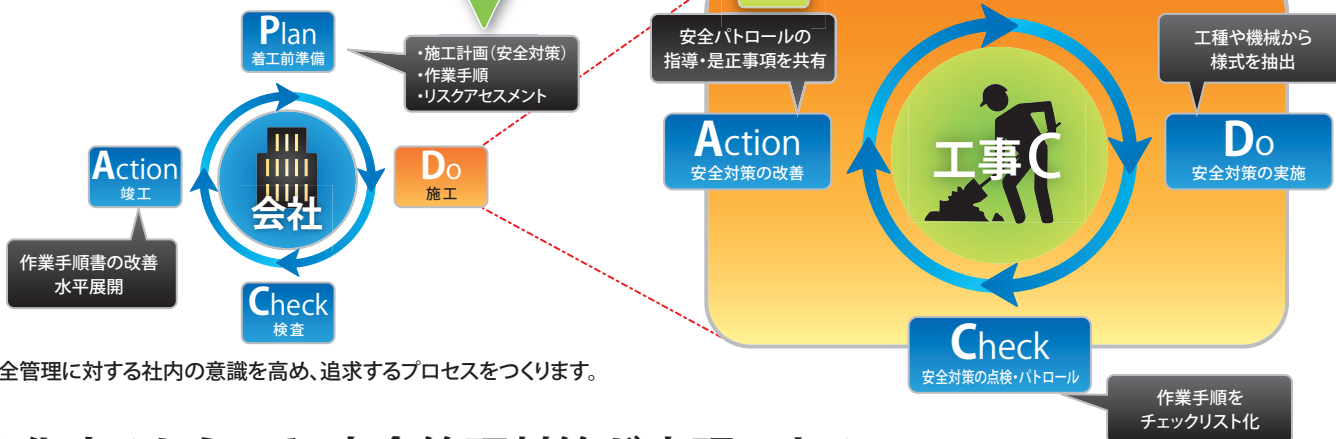 Plan
着工前準備
・施工計画(安全対策)
・作業手順
・リスクアセスメント
Action
竣工
会社
Do
施工
作業手順書の改善
水平展開
Check
検査
安全パトロールの
指導・是正事項を共有
工種や機械から
様式を抽出
Action
安全対策の改善
工事C
Do
安全対策の実施
Check
安全対策の点検・パトロール
作業手順を
チェックリスト化
全管理に対する社内の意識を高め、追求するプロセスをつくります。